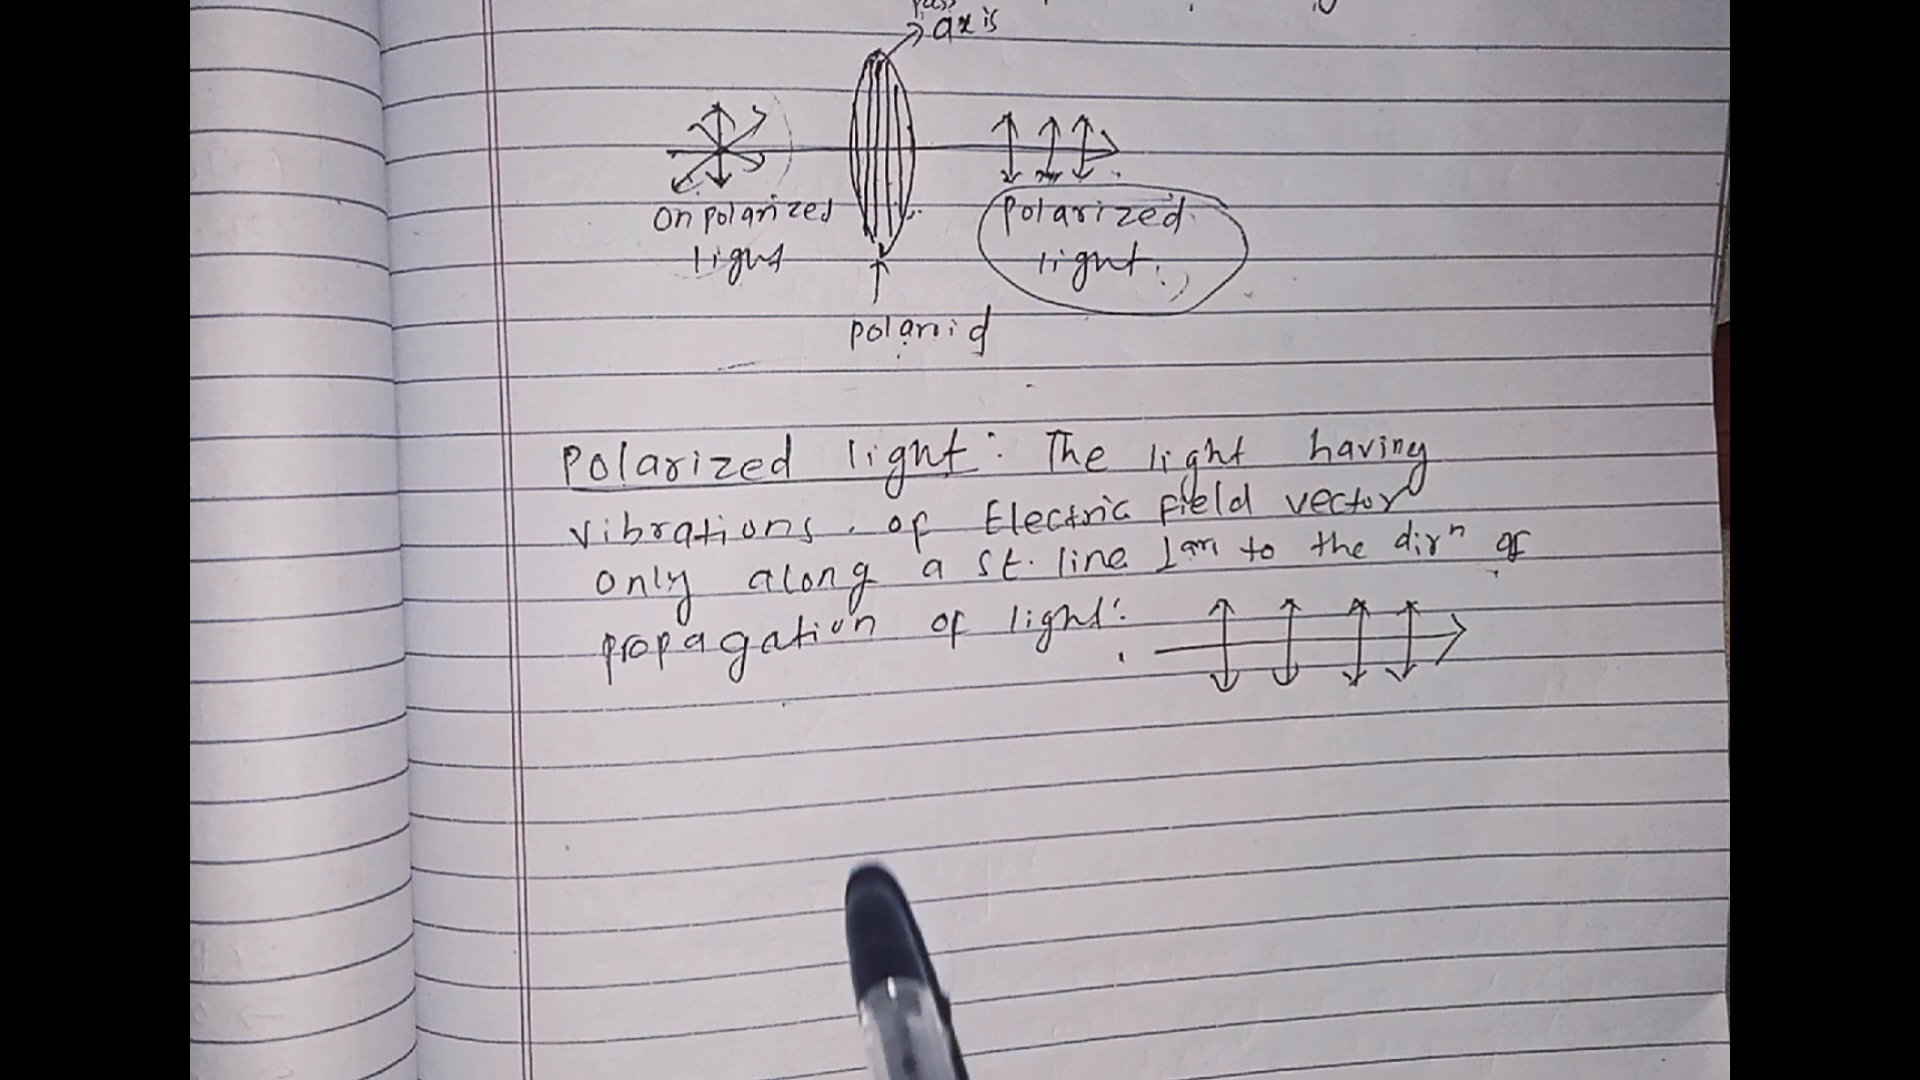 axis
onpolarized
light
polarized
light.
polaroid
Polarized light: The light having
vibrations of Electric field vector
only along a st. line ⊥ar to the dirn of
propagation of light.